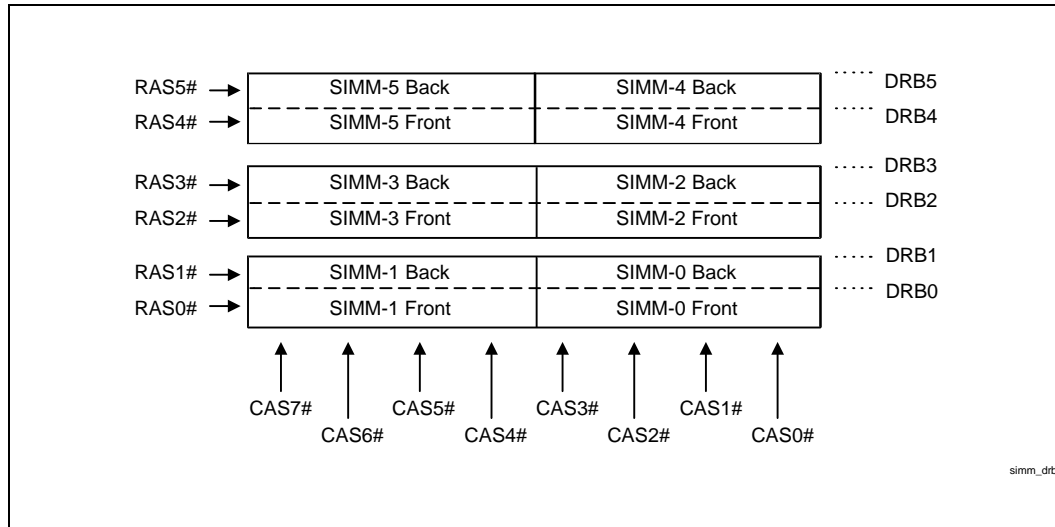 RAS5# SIMM-5 Back SIMM-4 Back DRB5
RAS4# SIMM-5 Front SIMM-4 Front DRB4
RAS3# SIMM-3 Back SIMM-2 Back DRB3
RAS2# SIMM-3 Front SIMM-2 Front DRB2
RAS1# SIMM-1 Back SIMM-0 Back DRB1
RAS0# SIMM-1 Front SIMM-0 Front DRB0
CAS7# CAS5# CAS3# CAS1#
CAS6# CAS4# CAS2# CAS0#
simm_drb